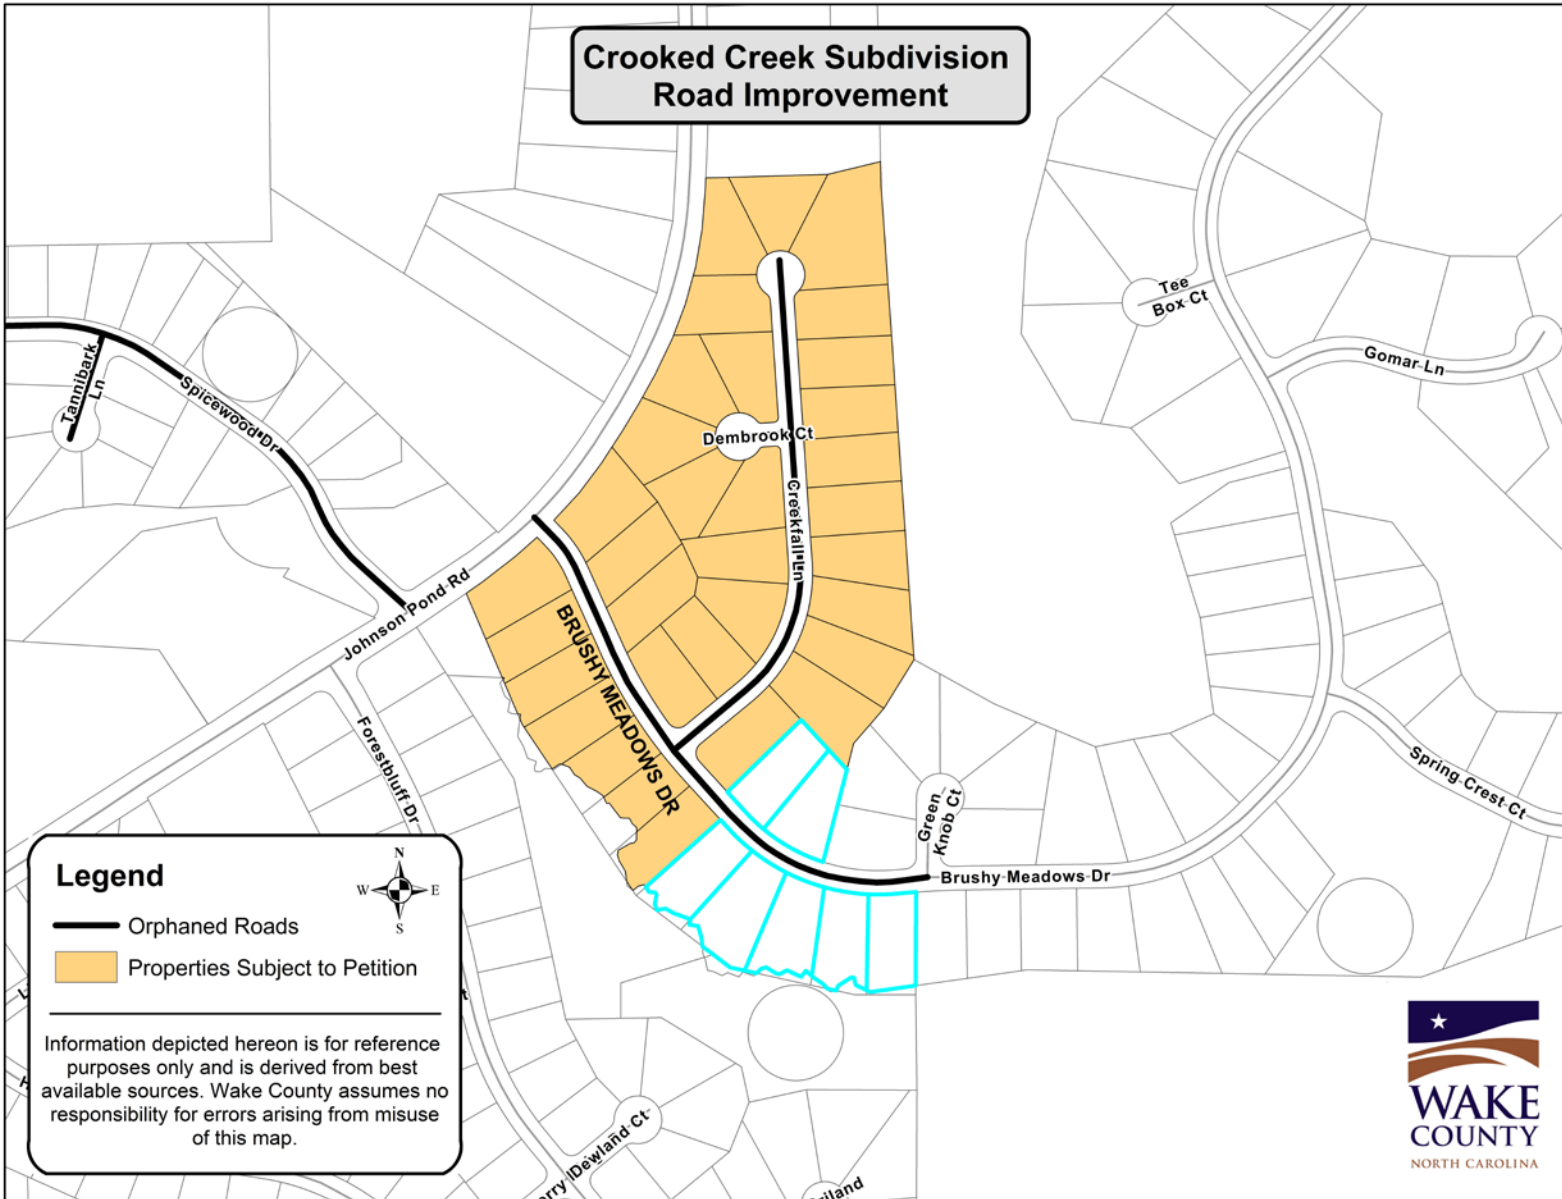 Crooked Creek Subdivision
Road Improvement
Tee
Box Ct
Gomar Ln
Tannibark
Ln
Spicewood Dr
Dembrook Ct
Creekfall Ln
Johnson Pond Rd
BRUSHY MEADOWS DR
Forestbluff Dr
Green
Knob Ct
Spring Crest Ct
Brushy Meadows Dr
Legend
N
W
E
S
Orphaned Roads
Properties Subject to Petition
Information depicted hereon is for reference
purposes only and is derived from best
available sources. Wake County assumes no
responsibility for errors arising from misuse
of this map.
Dewland Ct
WAKE
COUNTY
NORTH CAROLINA